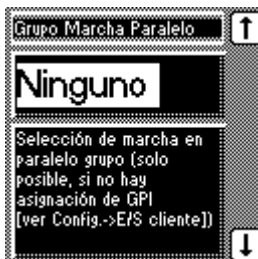 Grupo Marcha Paralelo
Ninguno
Selección de marcha en
paralelo grupo (solo
posible, si no hay
asignación de GPI
[ver Config.->E/S cliente])